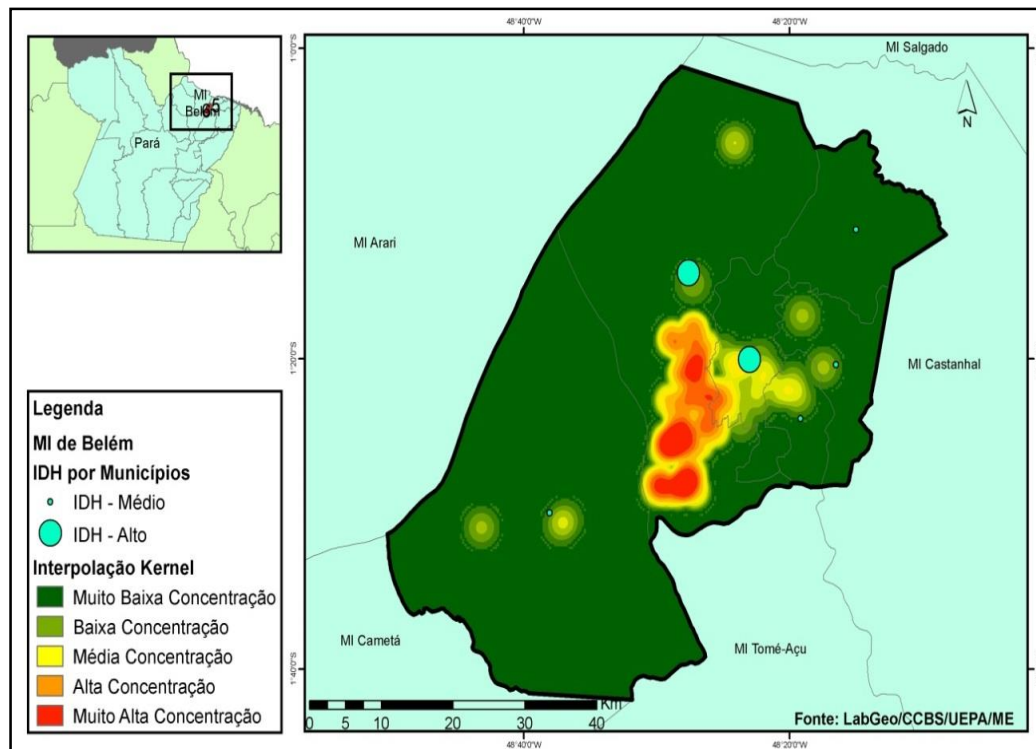 48°40'0"W
48°20'0"W
MI Salgado
1°0'0"S
MI
Belém
5
6
Pará
N
MI Arari
1°20'0"S
MI Castanhal
Legenda
MI de Belém
IDH por Municípios
IDH - Médio
IDH - Alto
Interpolação Kernel
Muito Baixa Concentração
Baixa Concentração
Média Concentração
Alta Concentração
Muito Alta Concentração
MI Cametá
MI Tomé-Açu
1°40'0"S
Km
0 5 10 20 30 40
Fonte: LabGeo/CCBS/UEPA/ME
48°40'0"W
48°20'0"W